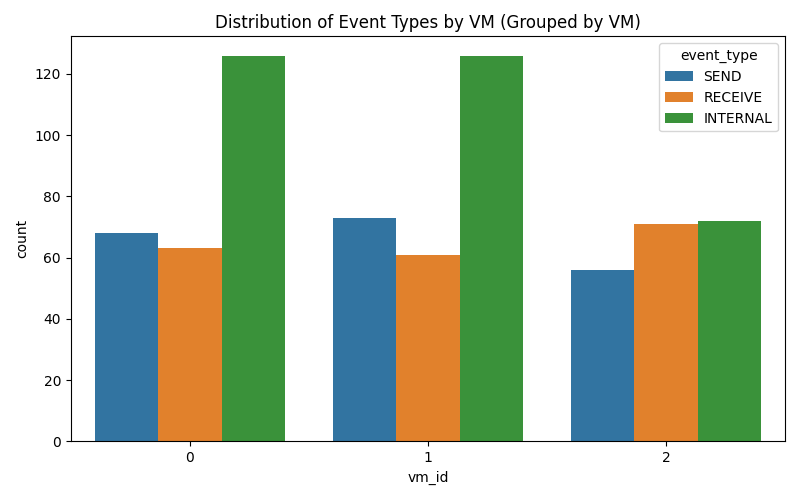 Distribution of Event Types by VM (Grouped by VM)
event_type
SEND
RECEIVE
INTERNAL
count
120
100
80
60
40
20
0
0 1 2
vm_id